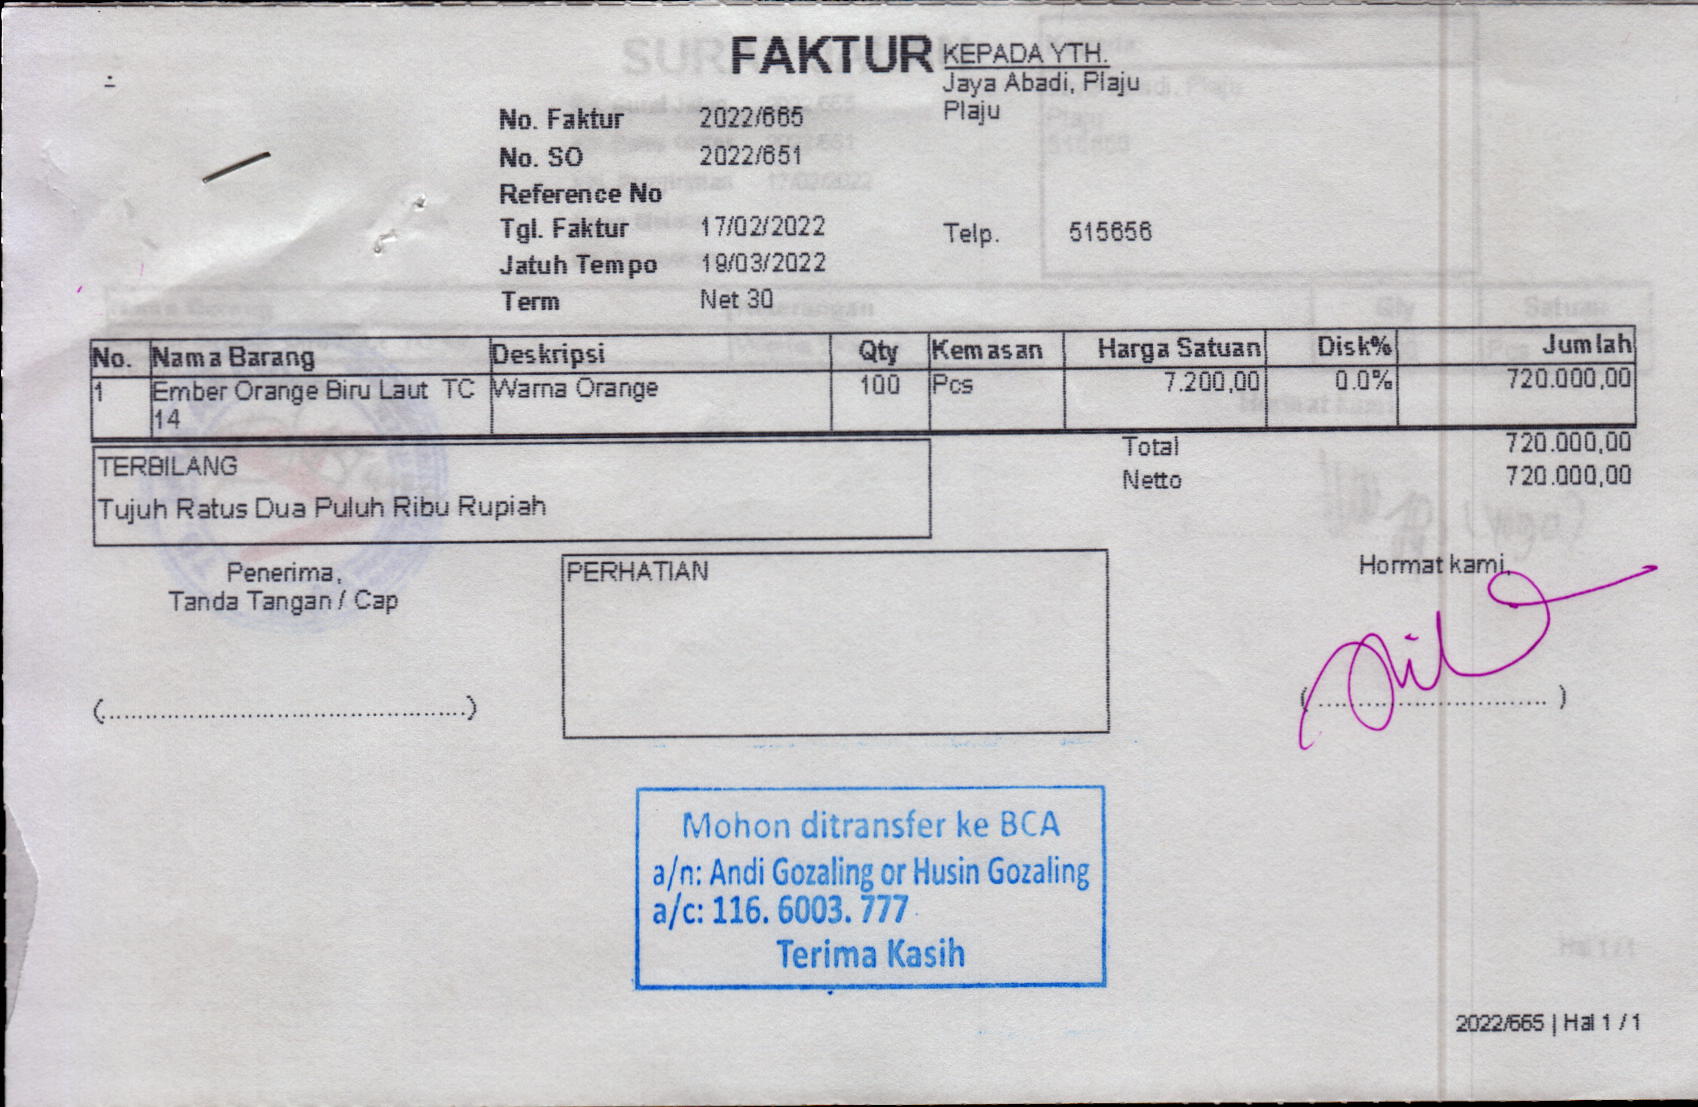 FAKTUR
KEPADA YTH.
Jaya Abadi, Plaju
Plaju
No. Faktur 2022/665
No. SO 2022/651
Reference No
Tgl. Faktur 17/02/2022
Telp. 515656
Jatuh Tempo 19/03/2022
Term Net 30
No. Nama Barang Deskripsi Qty Kemasan Harga Satuan Disk% Jumlah
1 Ember Orange Biru Laut TC Warna Orange 100 Pcs 7.200,00 0.0% 720.000,00
14
Total 720.000,00
Netto 720.000,00
TERBILANG
Tujuh Ratus Dua Puluh Ribu Rupiah
Penerima,
Tanda Tangan / Cap
(................................................)
PERHATIAN
Hormat kami,
(.............................. )
Mohon ditransfer ke BCA
a/n: Andi Gozaling or Husin Gozaling
a/c: 116. 6003. 777
Terima Kasih
2022/665 | Hal 1 / 1